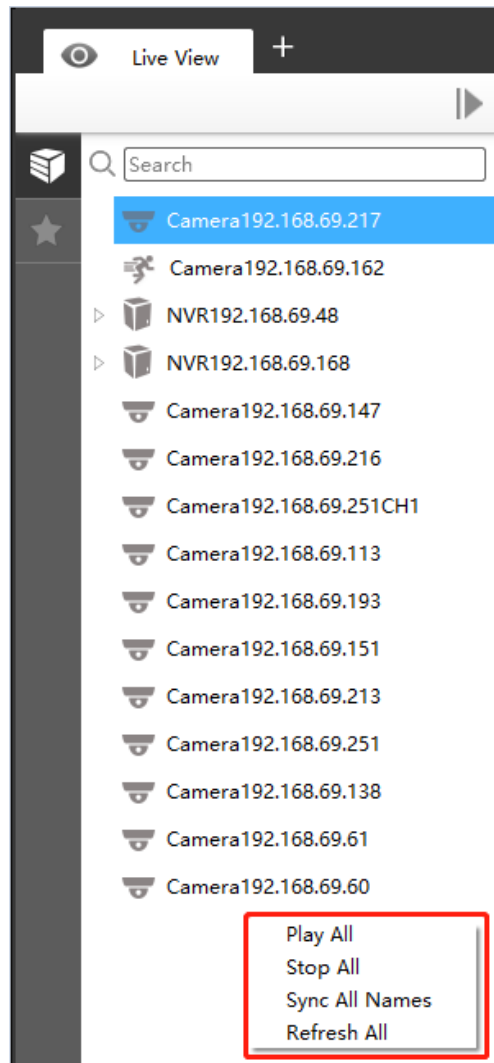 Live View
Search
Camera192.168.69.217
Camera192.168.69.162
NVR192.168.69.48
NVR192.168.69.168
Camera192.168.69.147
Camera192.168.69.216
Camera192.168.69.251CH1
Camera192.168.69.113
Camera192.168.69.193
Camera192.168.69.151
Camera192.168.69.213
Camera192.168.69.251
Camera192.168.69.138
Camera192.168.69.61
Camera192.168.69.60
Play All
Stop All
Sync All Names
Refresh All